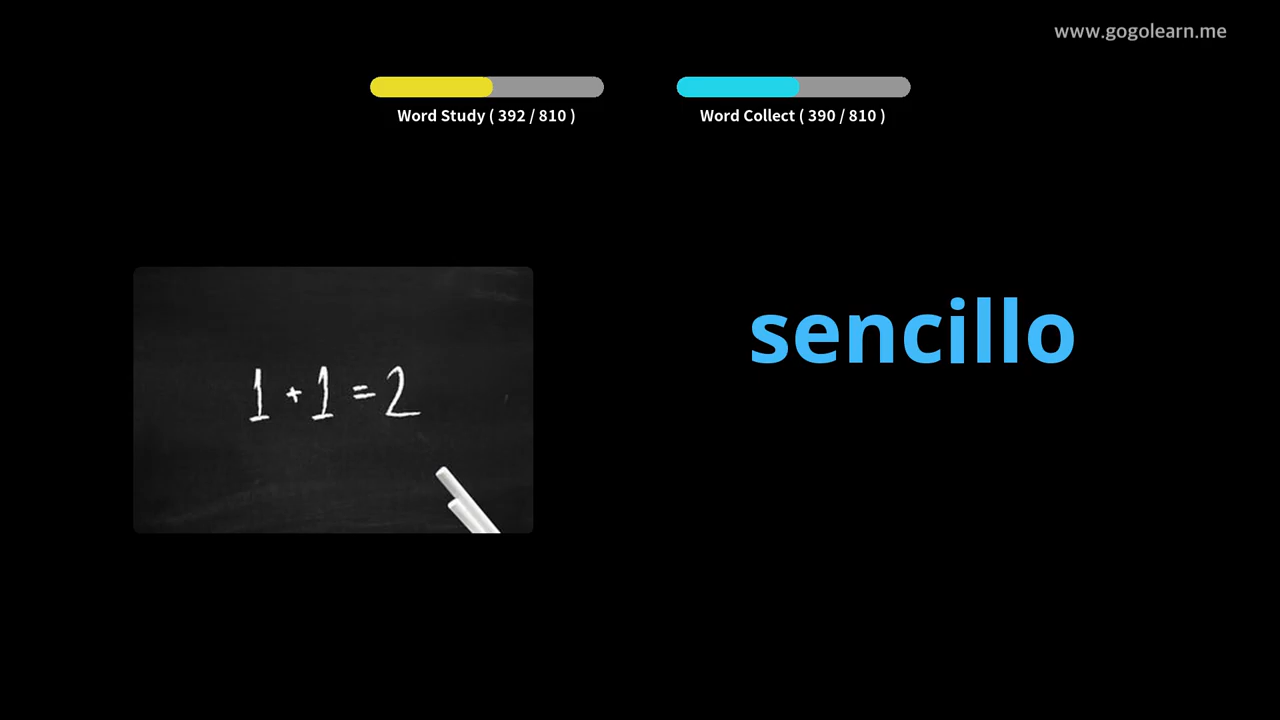 www.gogolearn.me
Word Study ( 392 / 810 )
Word Collect ( 390 / 810 )
sencillo
1 + 1 = 2